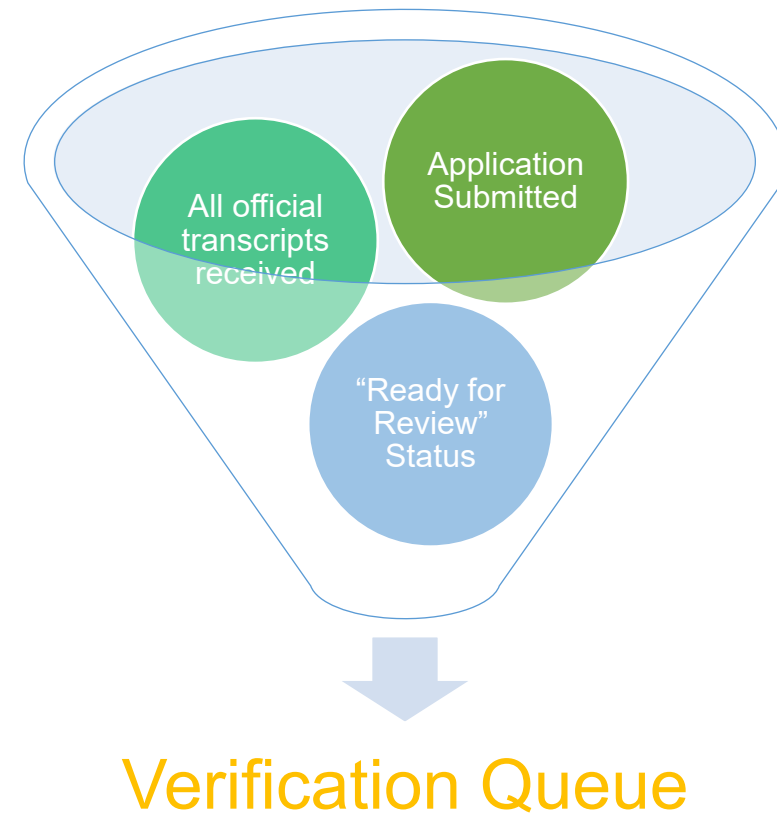 All official
transcripts
received
Application
Submitted
“Ready for
Review”
Status
Verification Queue